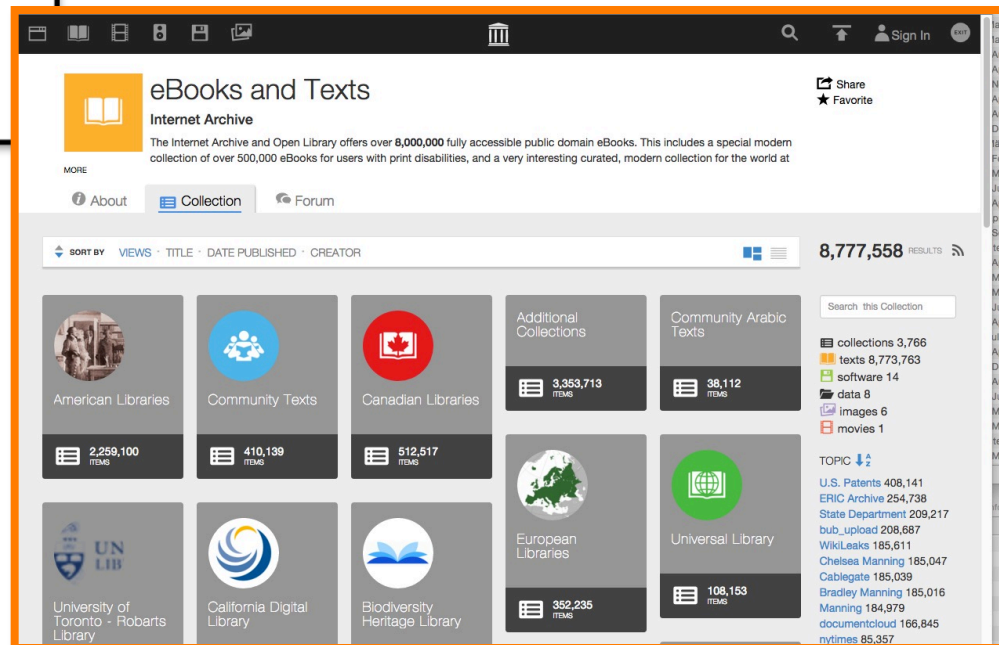 Sign In
EXIT
eBooks and Texts
Internet Archive
The Internet Archive and Open Library offers over 8,000,000 fully accessible public domain eBooks. This includes a special modern
collection of over 500,000 eBooks for users with print disabilities, and a very interesting curated, modern collection for the world at
MORE
Share
Favorite
About
Collection
Forum
SORT BY VIEWS · TITLE · DATE PUBLISHED · CREATOR
8,777,558 RESULTS
American Libraries
2,259,100
ITEMS
Community Texts
410,139
ITEMS
Canadian Libraries
512,517
ITEMS
Additional
Collections
3,353,713
ITEMS
Community Arabic
Texts
38,112
ITEMS
UN
LIB
University of
Toronto - Robarts
Library
California Digital
Library
Biodiversity
Heritage Library
European
Libraries
352,235
ITEMS
Universal Library
108,153
ITEMS
Search this Collection
collections 3,766
texts 8,773,763
software 14
data 8
images 6
movies 1
TOPIC
U.S. Patents 408,141
ERIC Archive 254,738
State Department 209,217
bub_upload 208,687
WikiLeaks 185,611
Chelsea Manning 185,047
Cablegate 185,039
Bradley Manning 185,016
Manning 184,979
documentcloud 166,845
nytimes 85,357